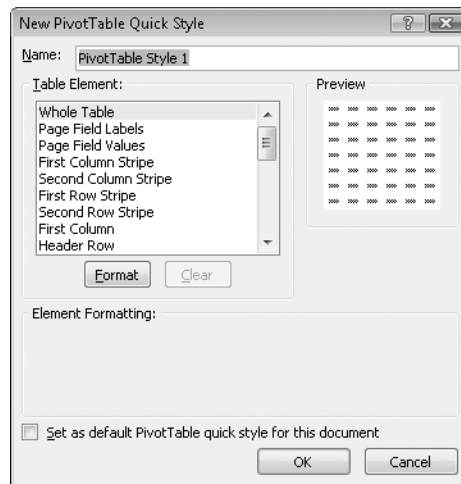 New PivotTable Quick Style
Name: PivotTable Style 1
Table Element:
Preview
Whole Table
Page Field Labels
Page Field Values
First Column Stripe
Second Column Stripe
First Row Stripe
Second Row Stripe
First Column
Header Row
Format
Clear
Element Formatting:
Set as default PivotTable quick style for this document
OK
Cancel